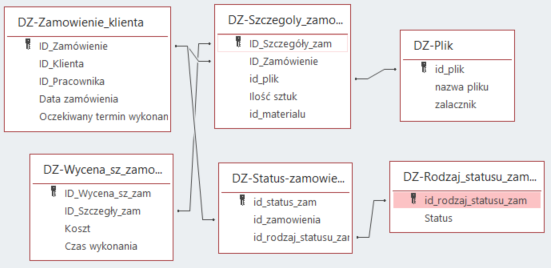 DZ-Zamowienie_klienta
ID_Zamówienie
ID_Klienta
ID_Pracownika
Data zamówienia
Oczekiwany termin wykonan
DZ-Szczegoly_zamo...
ID_Szczegóły_zam
ID_Zamówienie
id_plik
Ilość sztuk
id_materialu
DZ-Plik
id_plik
nazwa pliku
zalacznik
DZ-Wycena_sz_zamo...
ID_Wycena_sz_zam
ID_Szczegły_zam
Koszt
Czas wykonania
DZ-Status-zamowie...
id_status_zam
id_zamowienia
id_rodzaj_statusu_zam
DZ-Rodzaj_statusu_zam...
id_rodzaj_statusu_zam
Status